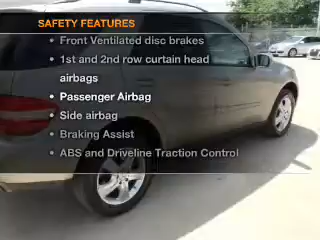 SAFETY FEATURES
• Front Ventilated disc brakes
• 1st and 2nd row curtain head
airbags
• Passenger Airbag
• Side airbag
• Braking Assist
• ABS and Driveline Traction Control